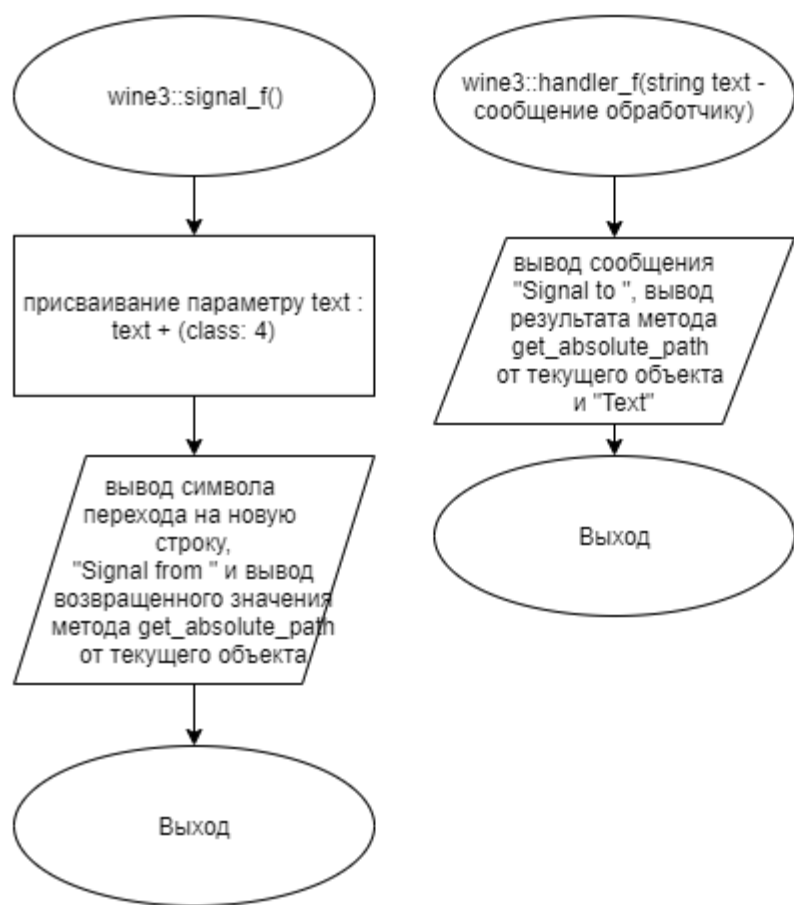 wine3::signal_f()
присваивание параметру text :
text + (class: 4)
вывод символа
перехода на новую
строку,
"Signal from " и вывод
возвращенного значения
метода get_absolute_path
от текущего объекта
Выход
wine3::handler_f(string text -
сообщение обработчику)
вывод сообщения
"Signal to ", вывод
результата метода
get_absolute_path
от текущего объекта
и "Text"
Выход